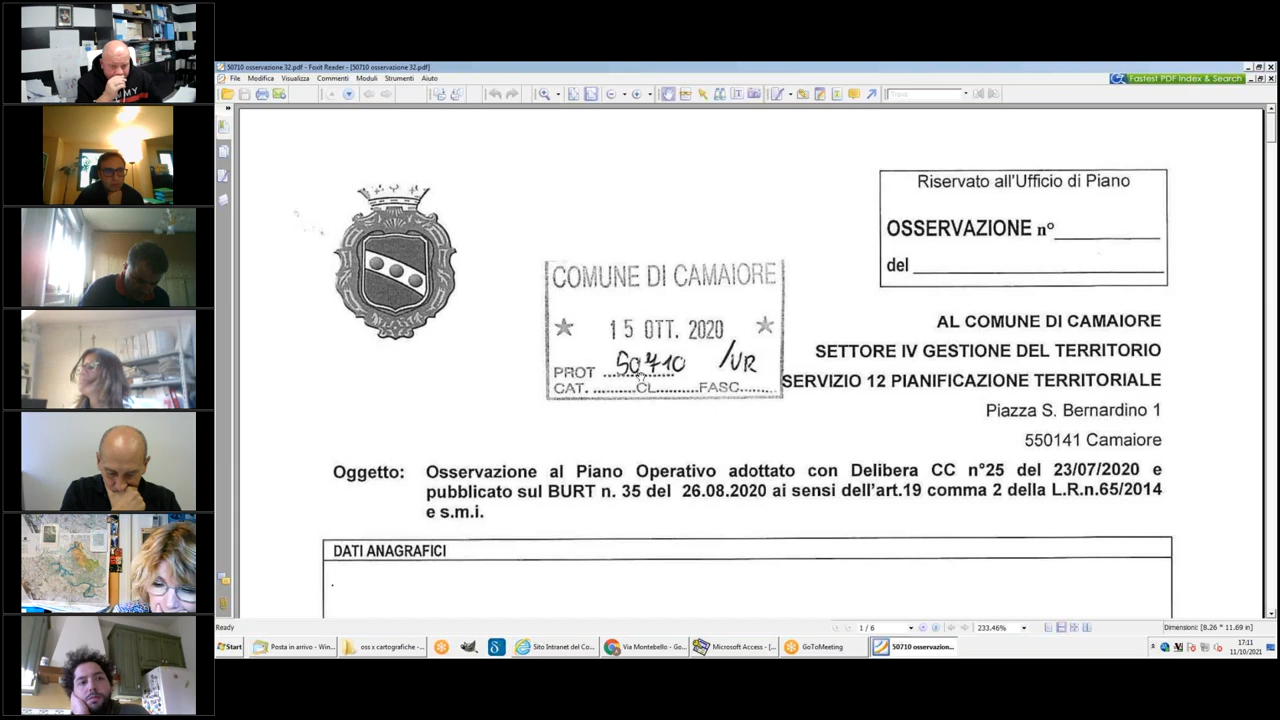 50710 osservazione 32.pdf - Foxit Reader - [50710 osservazione 32.pdf]
File Modifica Visualizza Commenti Moduli Strumenti Aiuto
Fastest PDF Index & Search
Trova
Riservato all'Ufficio di Piano
OSSERVAZIONE n°
del
COMUNE DI CAMAIORE
15 OTT. 2020
PROT 50710 /UR
CAT. CL. FASC.
AL COMUNE DI CAMAIORE
SETTORE IV GESTIONE DEL TERRITORIO
SERVIZIO 12 PIANIFICAZIONE TERRITORIALE
Piazza S. Bernardino 1
550141 Camaiore
Oggetto: Osservazione al Piano Operativo adottato con Delibera CC n°25 del 23/07/2020 e
pubblicato sul BURT n. 35 del 26.08.2020 ai sensi dell'art.19 comma 2 della L.R.n.65/2014
e s.m.i.
DATI ANAGRAFICI
Ready 1 / 6 233.46% Dimensioni: [8.26 * 11.69 in]
Start Posta in arrivo - Win... oss x cartografiche -... Sito Intranet del Co... Via Montebello - Go... Microsoft Access - [... GoToMeeting 50710 osservazion... 17:11
11/10/2021